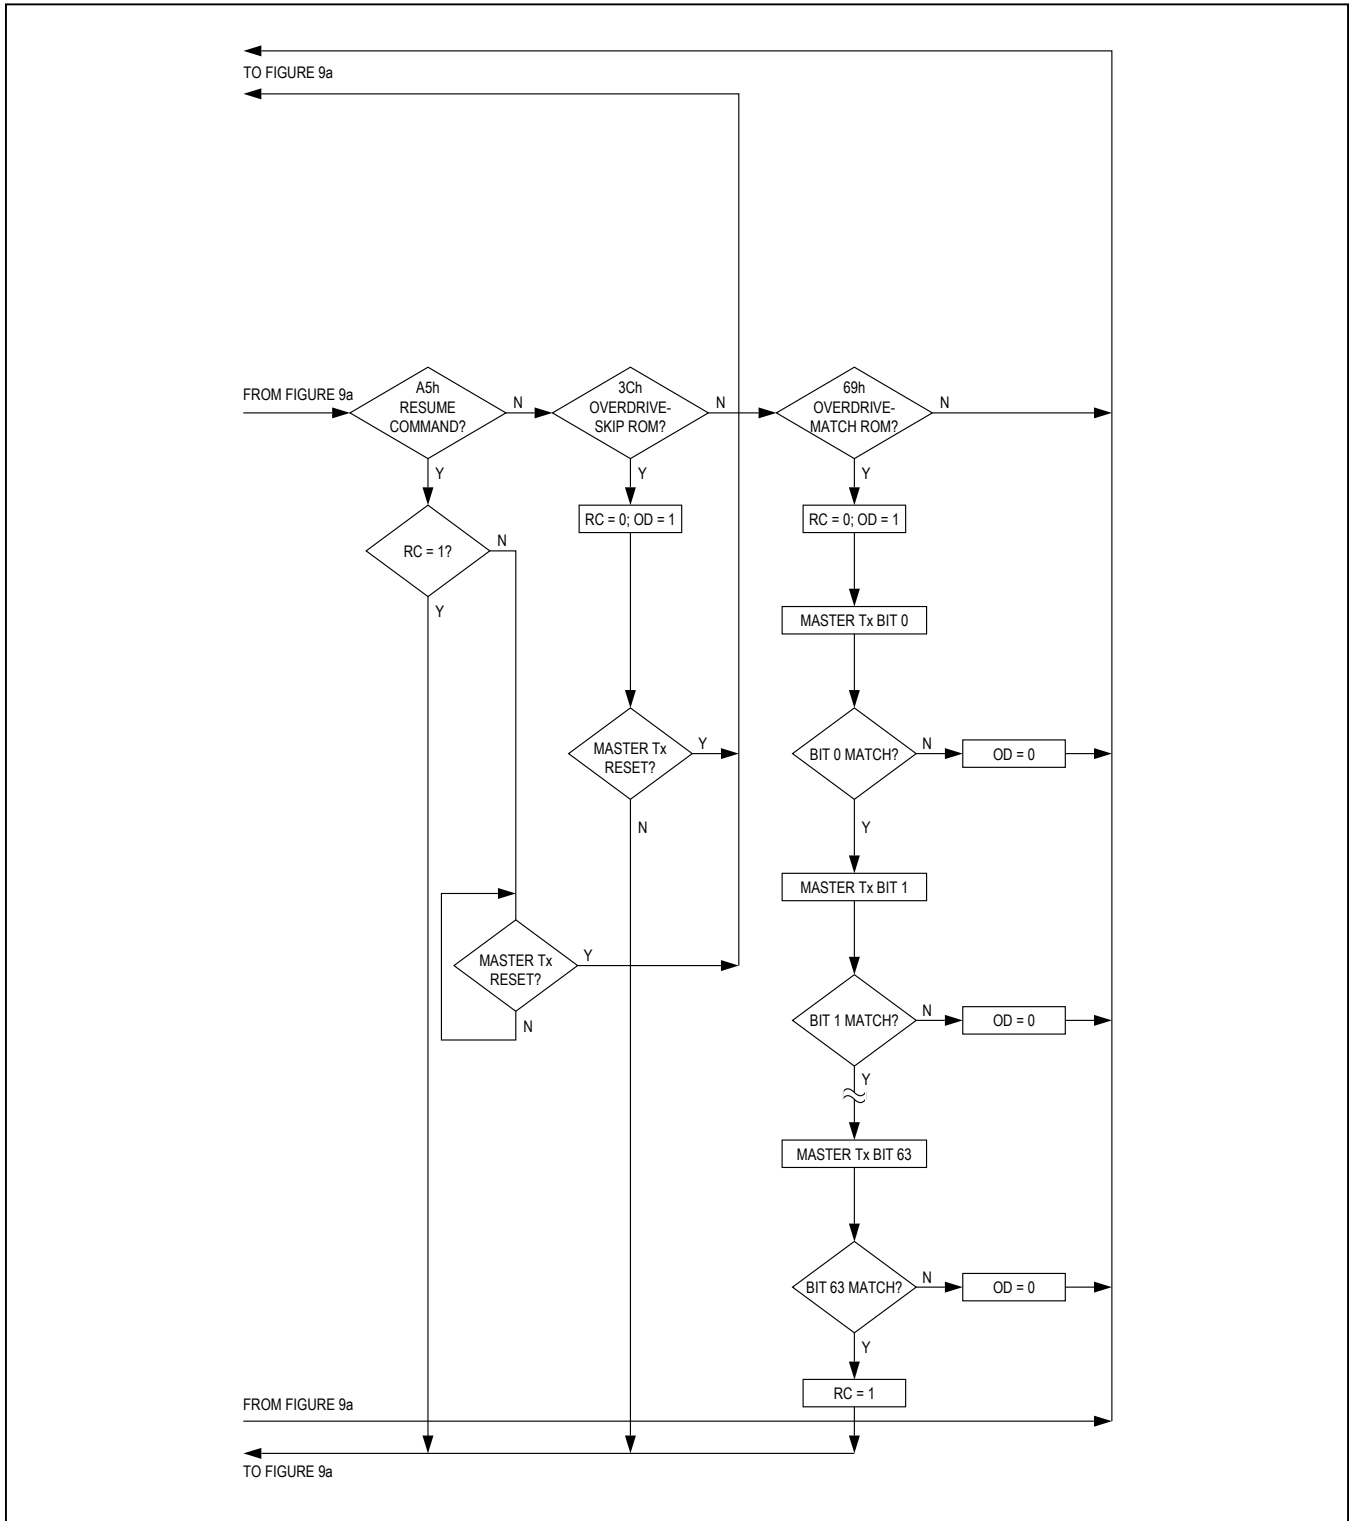 TO FIGURE 9a
FROM FIGURE 9a
A5h
RESUME
COMMAND?
N
3Ch
OVERDRIVE-
SKIP ROM?
N
69h
OVERDRIVE-
MATCH ROM?
N
Y
Y
Y
RC = 1?
N
Y
RC = 0; OD = 1
RC = 0; OD = 1
MASTER Tx BIT 0
MASTER Tx
RESET?
Y
N
BIT 0 MATCH?
N
OD = 0
Y
MASTER Tx BIT 1
MASTER Tx
RESET?
Y
N
BIT 1 MATCH?
N
OD = 0
Y
MASTER Tx BIT 63
BIT 63 MATCH?
N
OD = 0
Y
RC = 1
FROM FIGURE 9a
TO FIGURE 9a